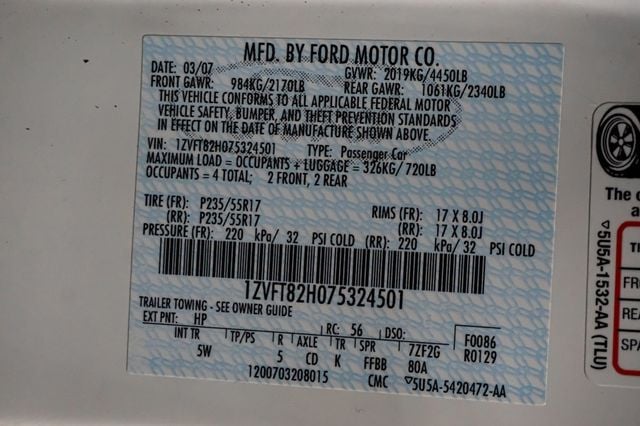 MFD. BY FORD MOTOR CO.
DATE: 03/07 GVWR: 2019KG/4450LB
FRONT GAWR: 984KG/2170LB REAR GAWR: 1061KG/2340LB
THIS VEHICLE CONFORMS TO ALL APPLICABLE FEDERAL MOTOR
VEHICLE SAFETY, BUMPER, AND THEFT PREVENTION STANDARDS
IN EFFECT ON THE DATE OF MANUFACTURE SHOWN ABOVE.
VIN: 1ZVFT82H075324501 TYPE: Passenger Car
MAXIMUM LOAD = OCCUPANTS + LUGGAGE = 326KG/720LB
OCCUPANTS = 4 TOTAL; 2 FRONT, 2 REAR
TIRE (FR): P235/55R17 RIMS (FR): 17 X 8.0J
(RR): P235/55R17 (RR): 17 X 8.0J
PRESSURE (FR): 220 kPa/ 32 PSI COLD (RR): 220 kPa/ 32 PSI COLD
1ZVFT82H075324501
TRAILER TOWING - SEE OWNER GUIDE
EXT PNT: HP RC: 56 DSO: F0086
INT TR TP/PS R AXLE TR SPR 7ZF2G R0129
5W 5 CD K FFBB 80A
1200703208015 CMC ▽5U5A-5420472-AA
The o
a
▽5U5A-1532-AA (TLU)
TI
FR
REA
SPA